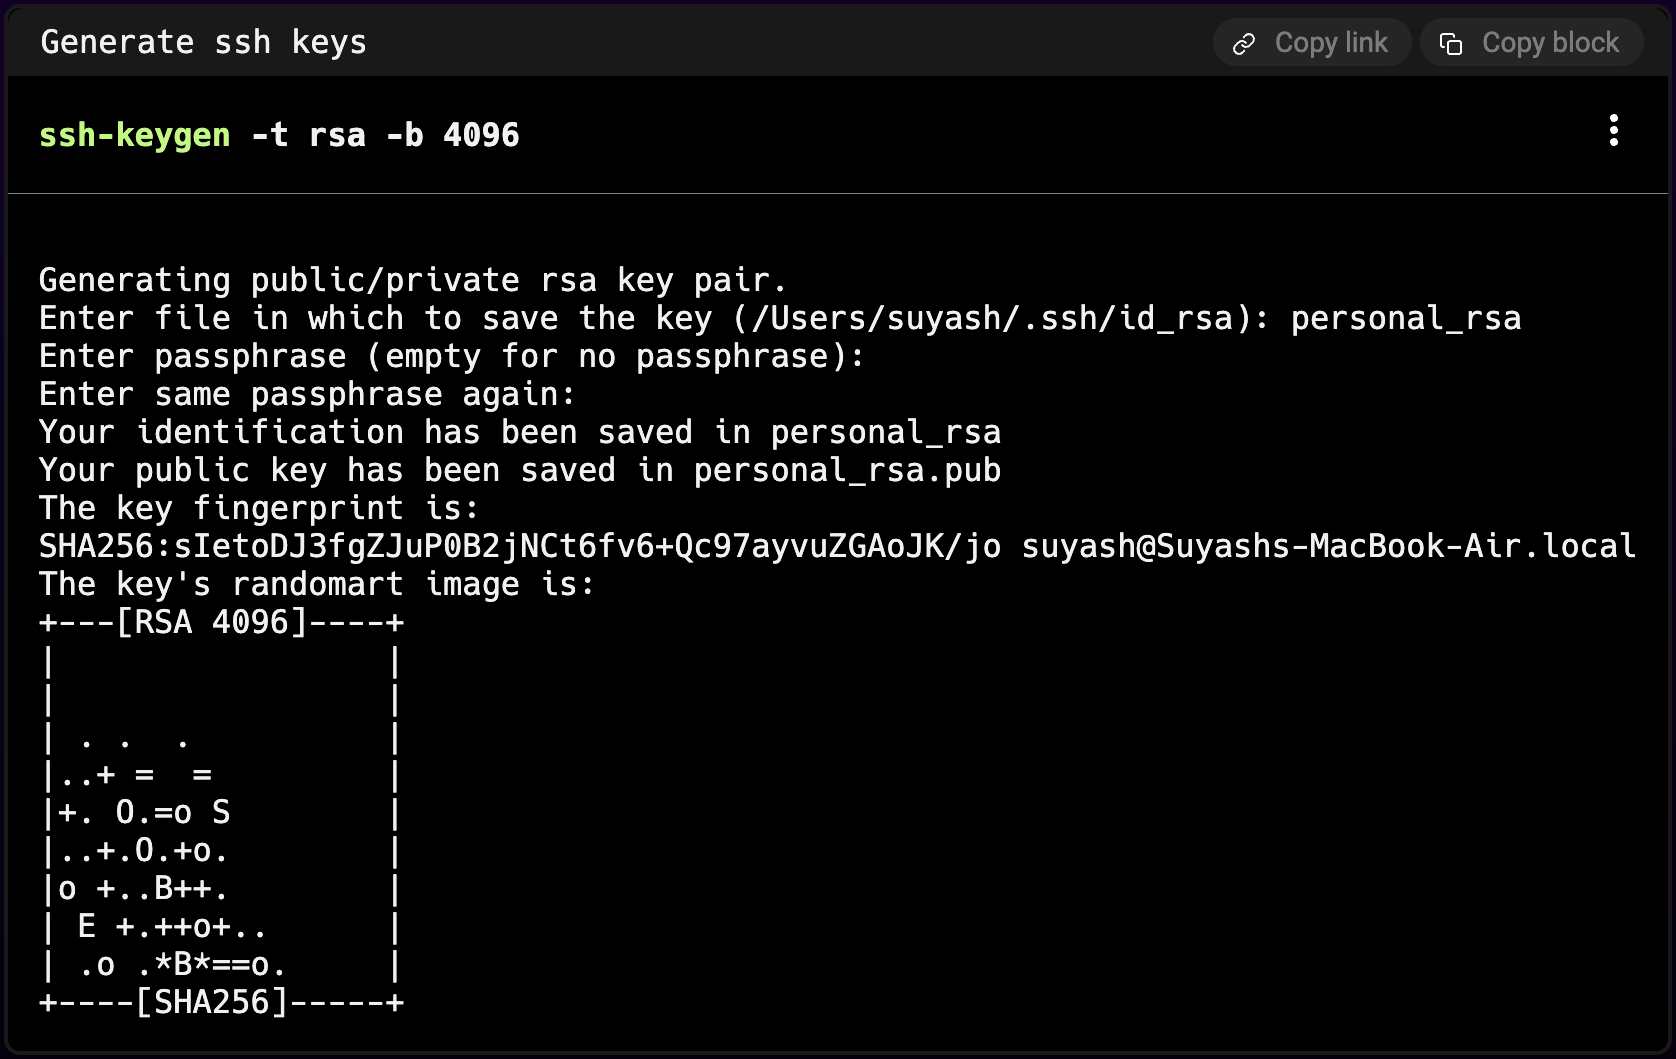 Generate ssh keys
Copy link
Copy block
ssh-keygen -t rsa -b 4096
Generating public/private rsa key pair.
Enter file in which to save the key (/Users/suyash/.ssh/id_rsa): personal_rsa
Enter passphrase (empty for no passphrase):
Enter same passphrase again:
Your identification has been saved in personal_rsa
Your public key has been saved in personal_rsa.pub
The key fingerprint is:
SHA256:sIetoDJ3fgZJuP0B2jNCt6fv6+Qc97ayvuZGAoJK/jo suyash@Suyashs-MacBook-Air.local
The key's randomart image is:
+---[RSA 4096]----+
|                 |
|                 |
| . .  .          |
|..+ =  =         |
|+. O.=o S        |
|..+.O.+o.        |
|o +..B++.        |
| E +.++o+..      |
| .o .*B*==o.     |
+----[SHA256]-----+